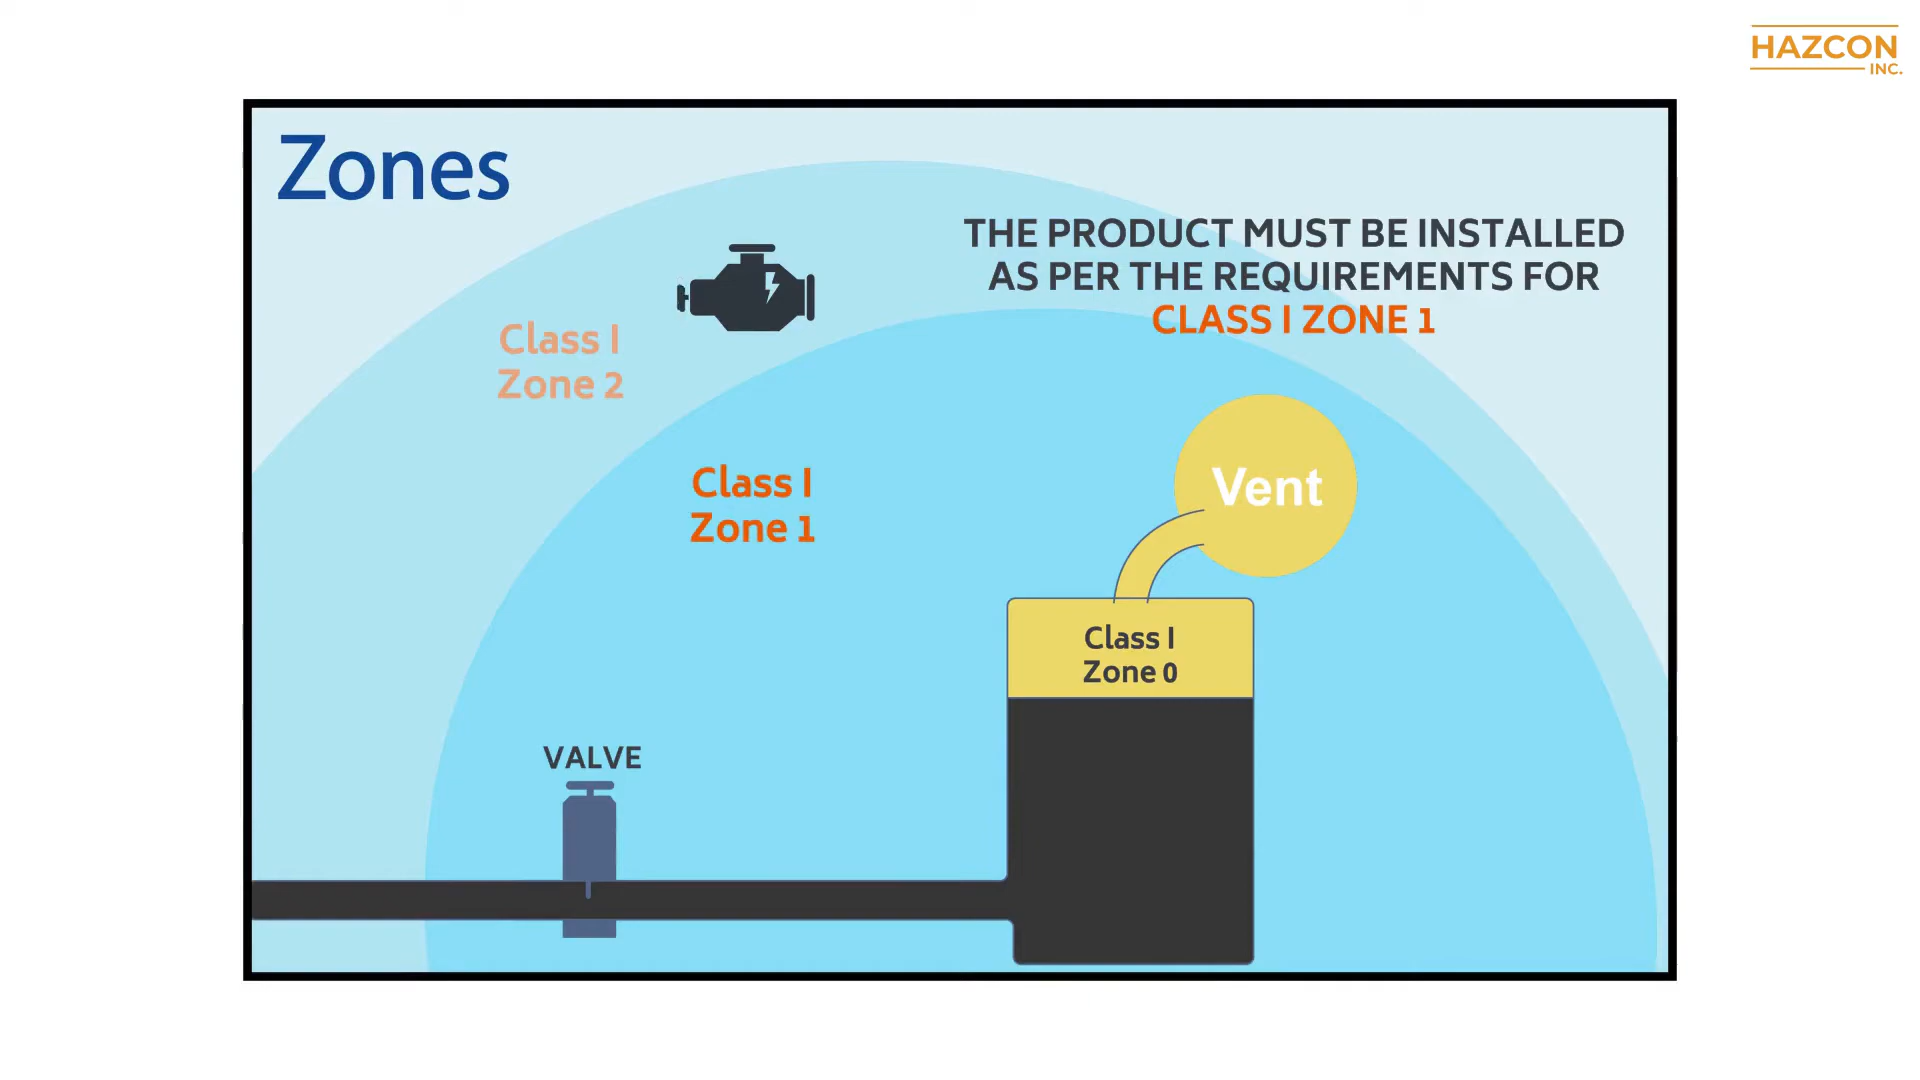 HAZCON
INC.
Zones
THE PRODUCT MUST BE INSTALLED
AS PER THE REQUIREMENTS FOR
CLASS I ZONE 1
Class I
Zone 2
Class I
Zone 1
Vent
Class I
Zone 0
VALVE